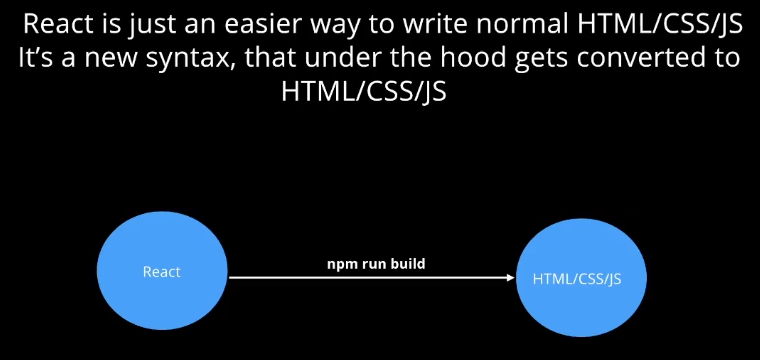 React is just an easier way to write normal HTML/CSS/JS
It’s a new syntax, that under the hood gets converted to
HTML/CSS/JS
npm run build
React
HTML/CSS/JS